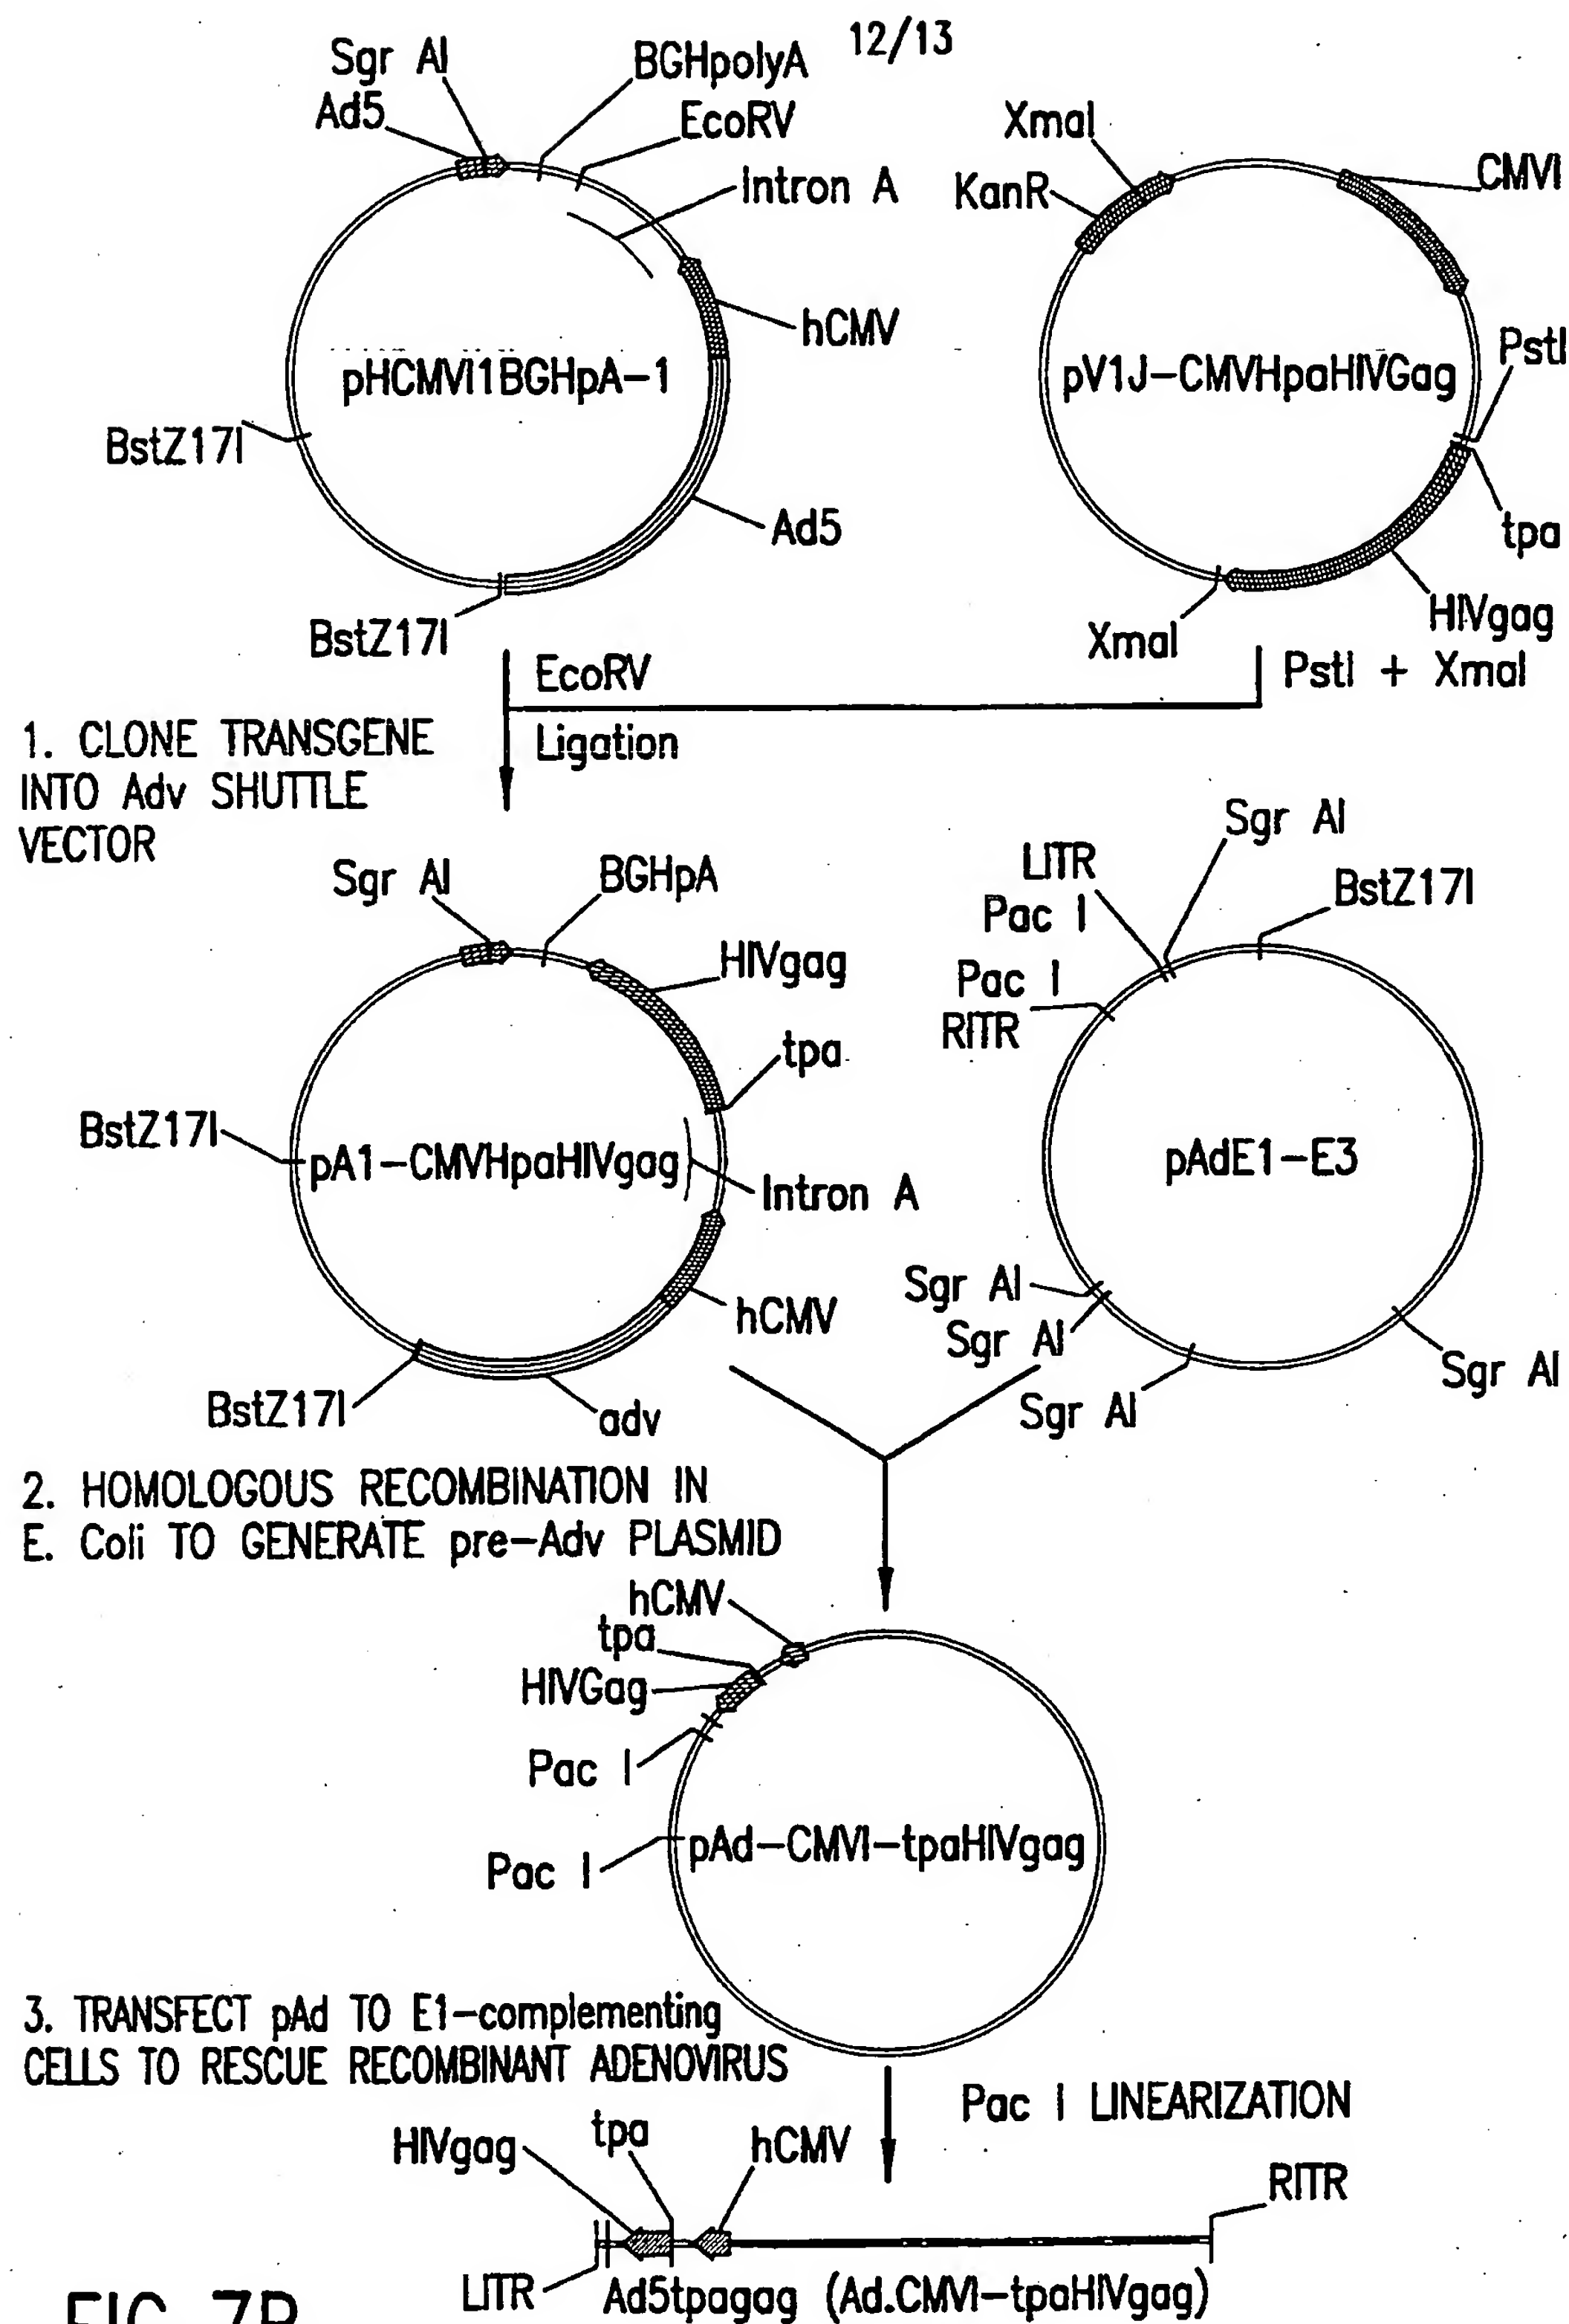 12/13
Sgr AI
Ad5
BGHpolyA
EcoRV
Intron A
hCMV
pHCMVI1BGHpA-1
BstZ17I
Ad5
BstZ17I
XmaI
KanR
CMVI
PstI
pV1J-CMVHpaHIVGag
tpa
HIVgag
XmaI
EcoRV
PstI + XmaI
Ligation
1. CLONE TRANSGENE
INTO Adv SHUTTLE
VECTOR
Sgr AI
BGHpA
HIVgag
tpa
BstZ17I
pA1-CMVHpaHIVgag
Intron A
hCMV
BstZ17I
adv
Sgr AI
LITR
Pac I
BstZ17I
Pac I
RITR
pAdE1-E3
Sgr AI
Sgr AI
Sgr AI
Sgr AI
2. HOMOLOGOUS RECOMBINATION IN
E. Coli TO GENERATE pre-Adv PLASMID
hCMV
tpa
HIVGag
Pac I
Pac I
pAd-CMVI-tpaHIVgag
3. TRANSFECT pAd TO E1-complementing
CELLS TO RESCUE RECOMBINANT ADENOVIRUS
Pac I LINEARIZATION
HIVgag
tpa
hCMV
RITR
LITR
Ad5tpagag (Ad.CMVI-tpaHIVgag)
FIG. 7B